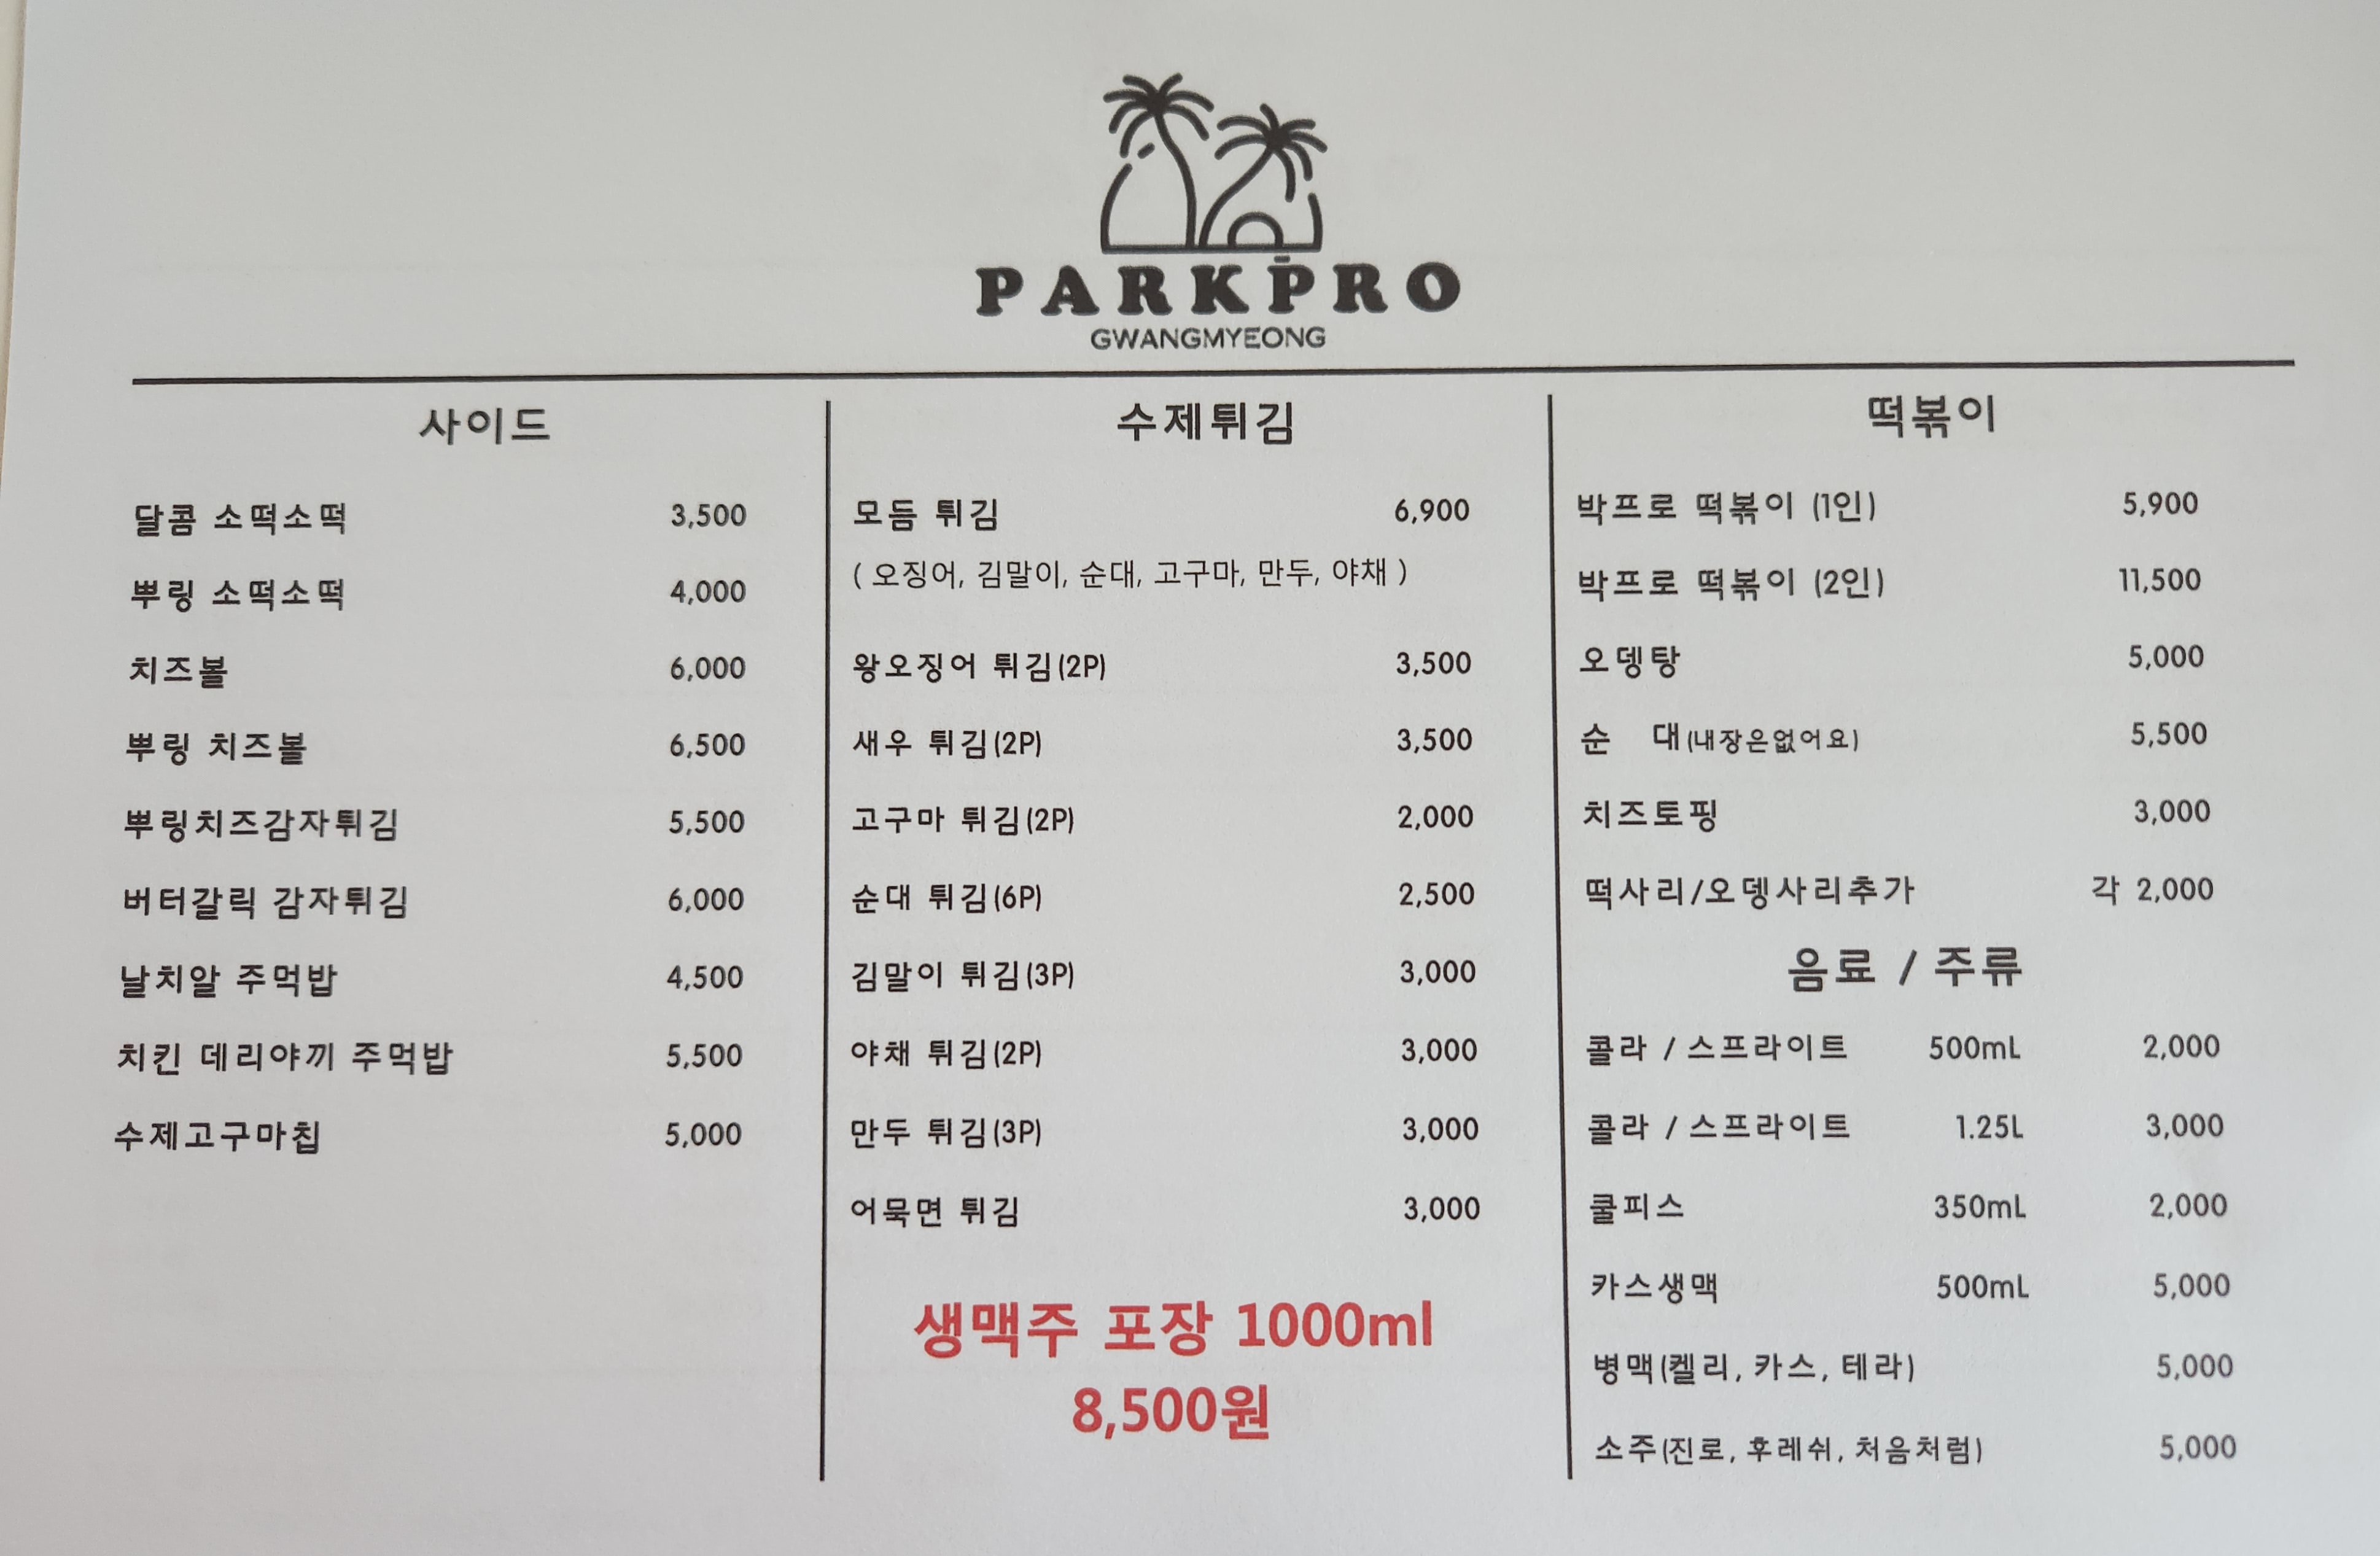 PARKPRO
GWANGMYEONG
사이드
달콤 소떡소떡 3,500
뿌링 소떡소떡 4,000
치즈볼 6,000
뿌링 치즈볼 6,500
뿌링치즈감자튀김 5,500
버터갈릭 감자튀김 6,000
날치알 주먹밥 4,500
치킨 데리야끼 주먹밥 5,500
수제고구마칩 5,000
수제튀김
모듬 튀김 6,900
( 오징어, 김말이, 순대, 고구마, 만두, 야채 )
왕오징어 튀김(2P) 3,500
새우 튀김(2P) 3,500
고구마 튀김(2P) 2,000
순대 튀김(6P) 2,500
김말이 튀김(3P) 3,000
야채 튀김(2P) 3,000
만두 튀김(3P) 3,000
어묵면 튀김 3,000
생맥주 포장 1000ml
8,500원
떡볶이
박프로 떡볶이 (1인) 5,900
박프로 떡볶이 (2인) 11,500
오뎅탕 5,000
순 대(내장은없어요) 5,500
치즈토핑 3,000
떡사리/오뎅사리추가 각 2,000
음료 / 주류
콜라 / 스프라이트 500mL 2,000
콜라 / 스프라이트 1.25L 3,000
쿨피스 350mL 2,000
카스생맥 500mL 5,000
병맥(켈리, 카스, 테라) 5,000
소주(진로, 후레쉬, 처음처럼) 5,000